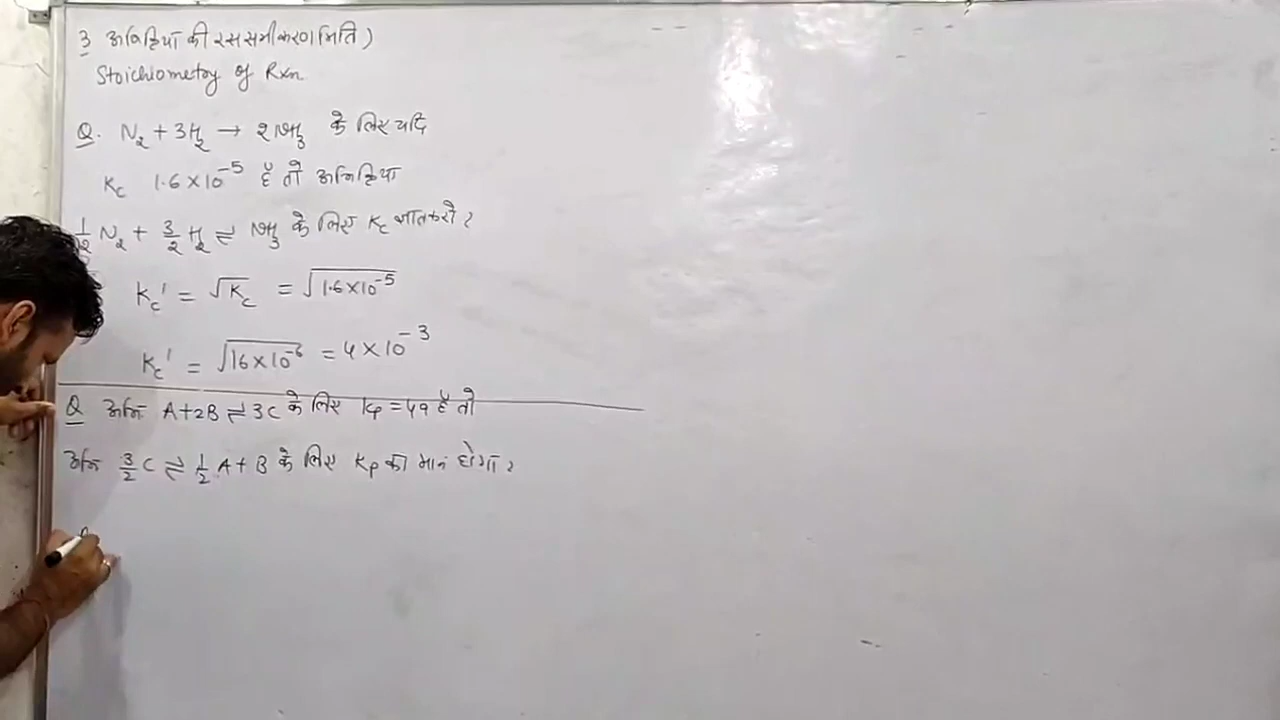 3 अभिक्रिया की रससमीकरणमिति)
Stoichiometry of Rxn
Q. N₂ + 3H₂ → 2NH₃ के लिए यदि
Kc 1.6×10⁻⁵ है तो अभिक्रिया
1/2 N₂ + 3/2 H₂ ⇌ NH₃ के लिए Kc ज्ञात करो?
Kc' = √Kc = √1.6×10⁻⁵
Kc' = √16×10⁻⁶ = 4×10⁻³
Q अभि A+2B ⇌ 3C के लिए Kp = 49 है तो
अभि 3/2 C ⇌ 1/2 A + B के लिए Kp का मान होगा?